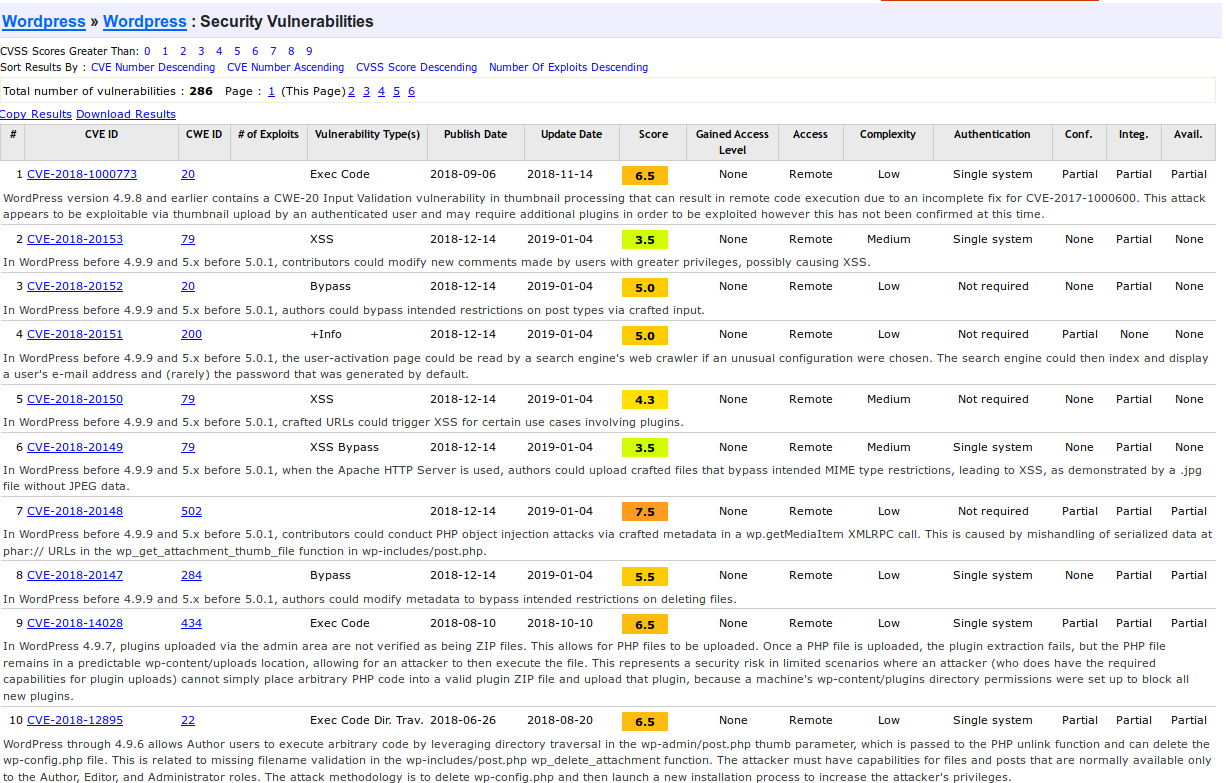 Wordpress » Wordpress : Security Vulnerabilities
CVSS Scores Greater Than: 0 1 2 3 4 5 6 7 8 9
Sort Results By : CVE Number Descending CVE Number Ascending CVSS Score Descending Number Of Exploits Descending
Total number of vulnerabilities : 286 Page : 1 (This Page) 2 3 4 5 6
Copy Results Download Results
# CVE ID CWE ID # of Exploits Vulnerability Type(s) Publish Date Update Date Score Gained Access Level Access Complexity Authentication Conf. Integ. Avail.
1 CVE-2018-1000773 20 Exec Code 2018-09-06 2018-11-14 6.5 None Remote Low Single system Partial Partial Partial
WordPress version 4.9.8 and earlier contains a CWE-20 Input Validation vulnerability in thumbnail processing that can result in remote code execution due to an incomplete fix for CVE-2017-1000600. This attack
appears to be exploitable via thumbnail upload by an authenticated user and may require additional plugins in order to be exploited however this has not been confirmed at this time.
2 CVE-2018-20153 79 XSS 2018-12-14 2019-01-04 3.5 None Remote Medium Single system None Partial None
In WordPress before 4.9.9 and 5.x before 5.0.1, contributors could modify new comments made by users with greater privileges, possibly causing XSS.
3 CVE-2018-20152 20 Bypass 2018-12-14 2019-01-04 5.0 None Remote Low Not required None Partial None
In WordPress before 4.9.9 and 5.x before 5.0.1, authors could bypass intended restrictions on post types via crafted input.
4 CVE-2018-20151 200 +Info 2018-12-14 2019-01-04 5.0 None Remote Low Not required Partial None None
In WordPress before 4.9.9 and 5.x before 5.0.1, the user-activation page could be read by a search engine's web crawler if an unusual configuration were chosen. The search engine could then index and display
a user's e-mail address and (rarely) the password that was generated by default.
5 CVE-2018-20150 79 XSS 2018-12-14 2019-01-04 4.3 None Remote Medium Not required None Partial None
In WordPress before 4.9.9 and 5.x before 5.0.1, crafted URLs could trigger XSS for certain use cases involving plugins.
6 CVE-2018-20149 79 XSS Bypass 2018-12-14 2019-01-04 3.5 None Remote Medium Single system None Partial None
In WordPress before 4.9.9 and 5.x before 5.0.1, when the Apache HTTP Server is used, authors could upload crafted files that bypass intended MIME type restrictions, leading to XSS, as demonstrated by a .jpg
file without JPEG data.
7 CVE-2018-20148 502 2018-12-14 2019-01-04 7.5 None Remote Low Not required Partial Partial Partial
In WordPress before 4.9.9 and 5.x before 5.0.1, contributors could conduct PHP object injection attacks via crafted metadata in a wp.getMediaItem XMLRPC call. This is caused by mishandling of serialized data at
phar:// URLs in the wp_get_attachment_thumb_file function in wp-includes/post.php.
8 CVE-2018-20147 284 Bypass 2018-12-14 2019-01-04 5.5 None Remote Low Single system None Partial Partial
In WordPress before 4.9.9 and 5.x before 5.0.1, authors could modify metadata to bypass intended restrictions on deleting files.
9 CVE-2018-14028 434 Exec Code 2018-08-10 2018-10-10 6.5 None Remote Low Single system Partial Partial Partial
In Wordpress 4.9.7, plugins uploaded via the admin area are not verified as being ZIP files. This allows for PHP files to be uploaded. Once a PHP file is uploaded, the plugin extraction fails, but the PHP file
remains in a predictable wp-content/uploads location, allowing for an attacker to then execute the file. This represents a security risk in limited scenarios where an attacker (who does have the required
capabilities for plugin uploads) cannot simply place arbitrary PHP code into a valid plugin ZIP file and upload that plugin, because a machine's wp-content/plugins directory permissions were set up to block all
new plugins.
10 CVE-2018-12895 22 Exec Code Dir. Trav. 2018-06-26 2018-08-20 6.5 None Remote Low Single system Partial Partial Partial
WordPress through 4.9.6 allows Author users to execute arbitrary code by leveraging directory traversal in the wp-admin/post.php thumb parameter, which is passed to the PHP unlink function and can delete the
wp-config.php file. This is related to missing filename validation in the wp-includes/post.php wp_delete_attachment function. The attacker must have capabilities for files and posts that are normally available only
to the Author, Editor, and Administrator roles. The attack methodology is to delete wp-config.php and then launch a new installation process to increase the attacker's privileges.